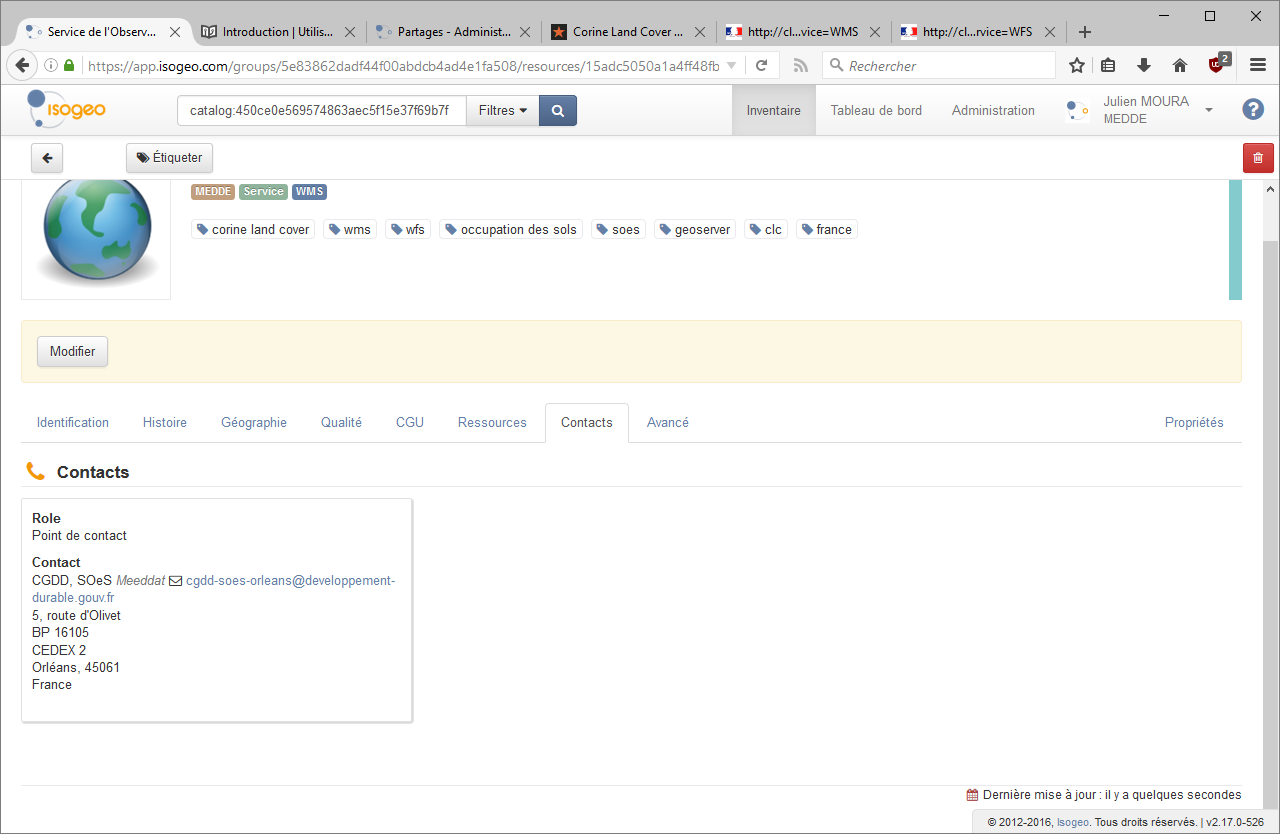 Service de l'Observ...
Introduction | Utilis...
Partages - Administ...
Corine Land Cover ...
http://cl...vice=WMS
http://cl...rvice=WFS
https://app.isogeo.com/groups/5e83862dadf44f00abdcb4ad4e1fa508/resources/15adc5050a1a4ff48fb
Rechercher
2
isogeo
catalog:450ce0e569574863aec5f15e37f69b7f
Filtres
Inventaire
Tableau de bord
Administration
Julien MOURA
MEDDE
?
Étiqueter
MEDDE Service WMS
corine land cover wms wfs occupation des sols soes geoserver clc france
Modifier
Identification Histoire Géographie Qualité CGU Ressources Contacts Avancé Propriétés
Contacts
Role
Point de contact
Contact
CGDD, SOeS Meeddat cgdd-soes-orleans@developpement-
durable.gouv.fr
5, route d'Olivet
BP 16105
CEDEX 2
Orléans, 45061
France
Dernière mise à jour : il y a quelques secondes
© 2012-2016, Isogeo. Tous droits réservés. | v2.17.0-526